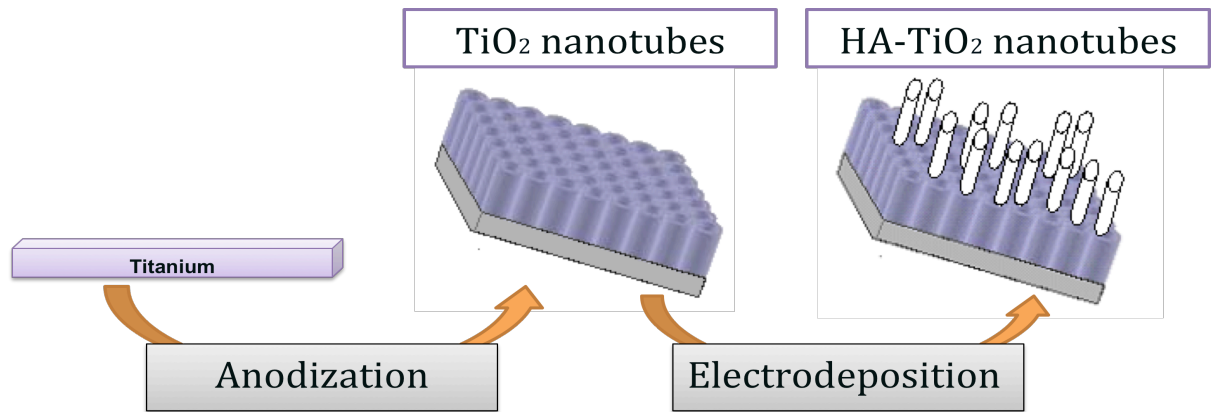 TiO₂ nanotubes
HA-TiO₂ nanotubes
Titanium
Anodization
Electrodeposition